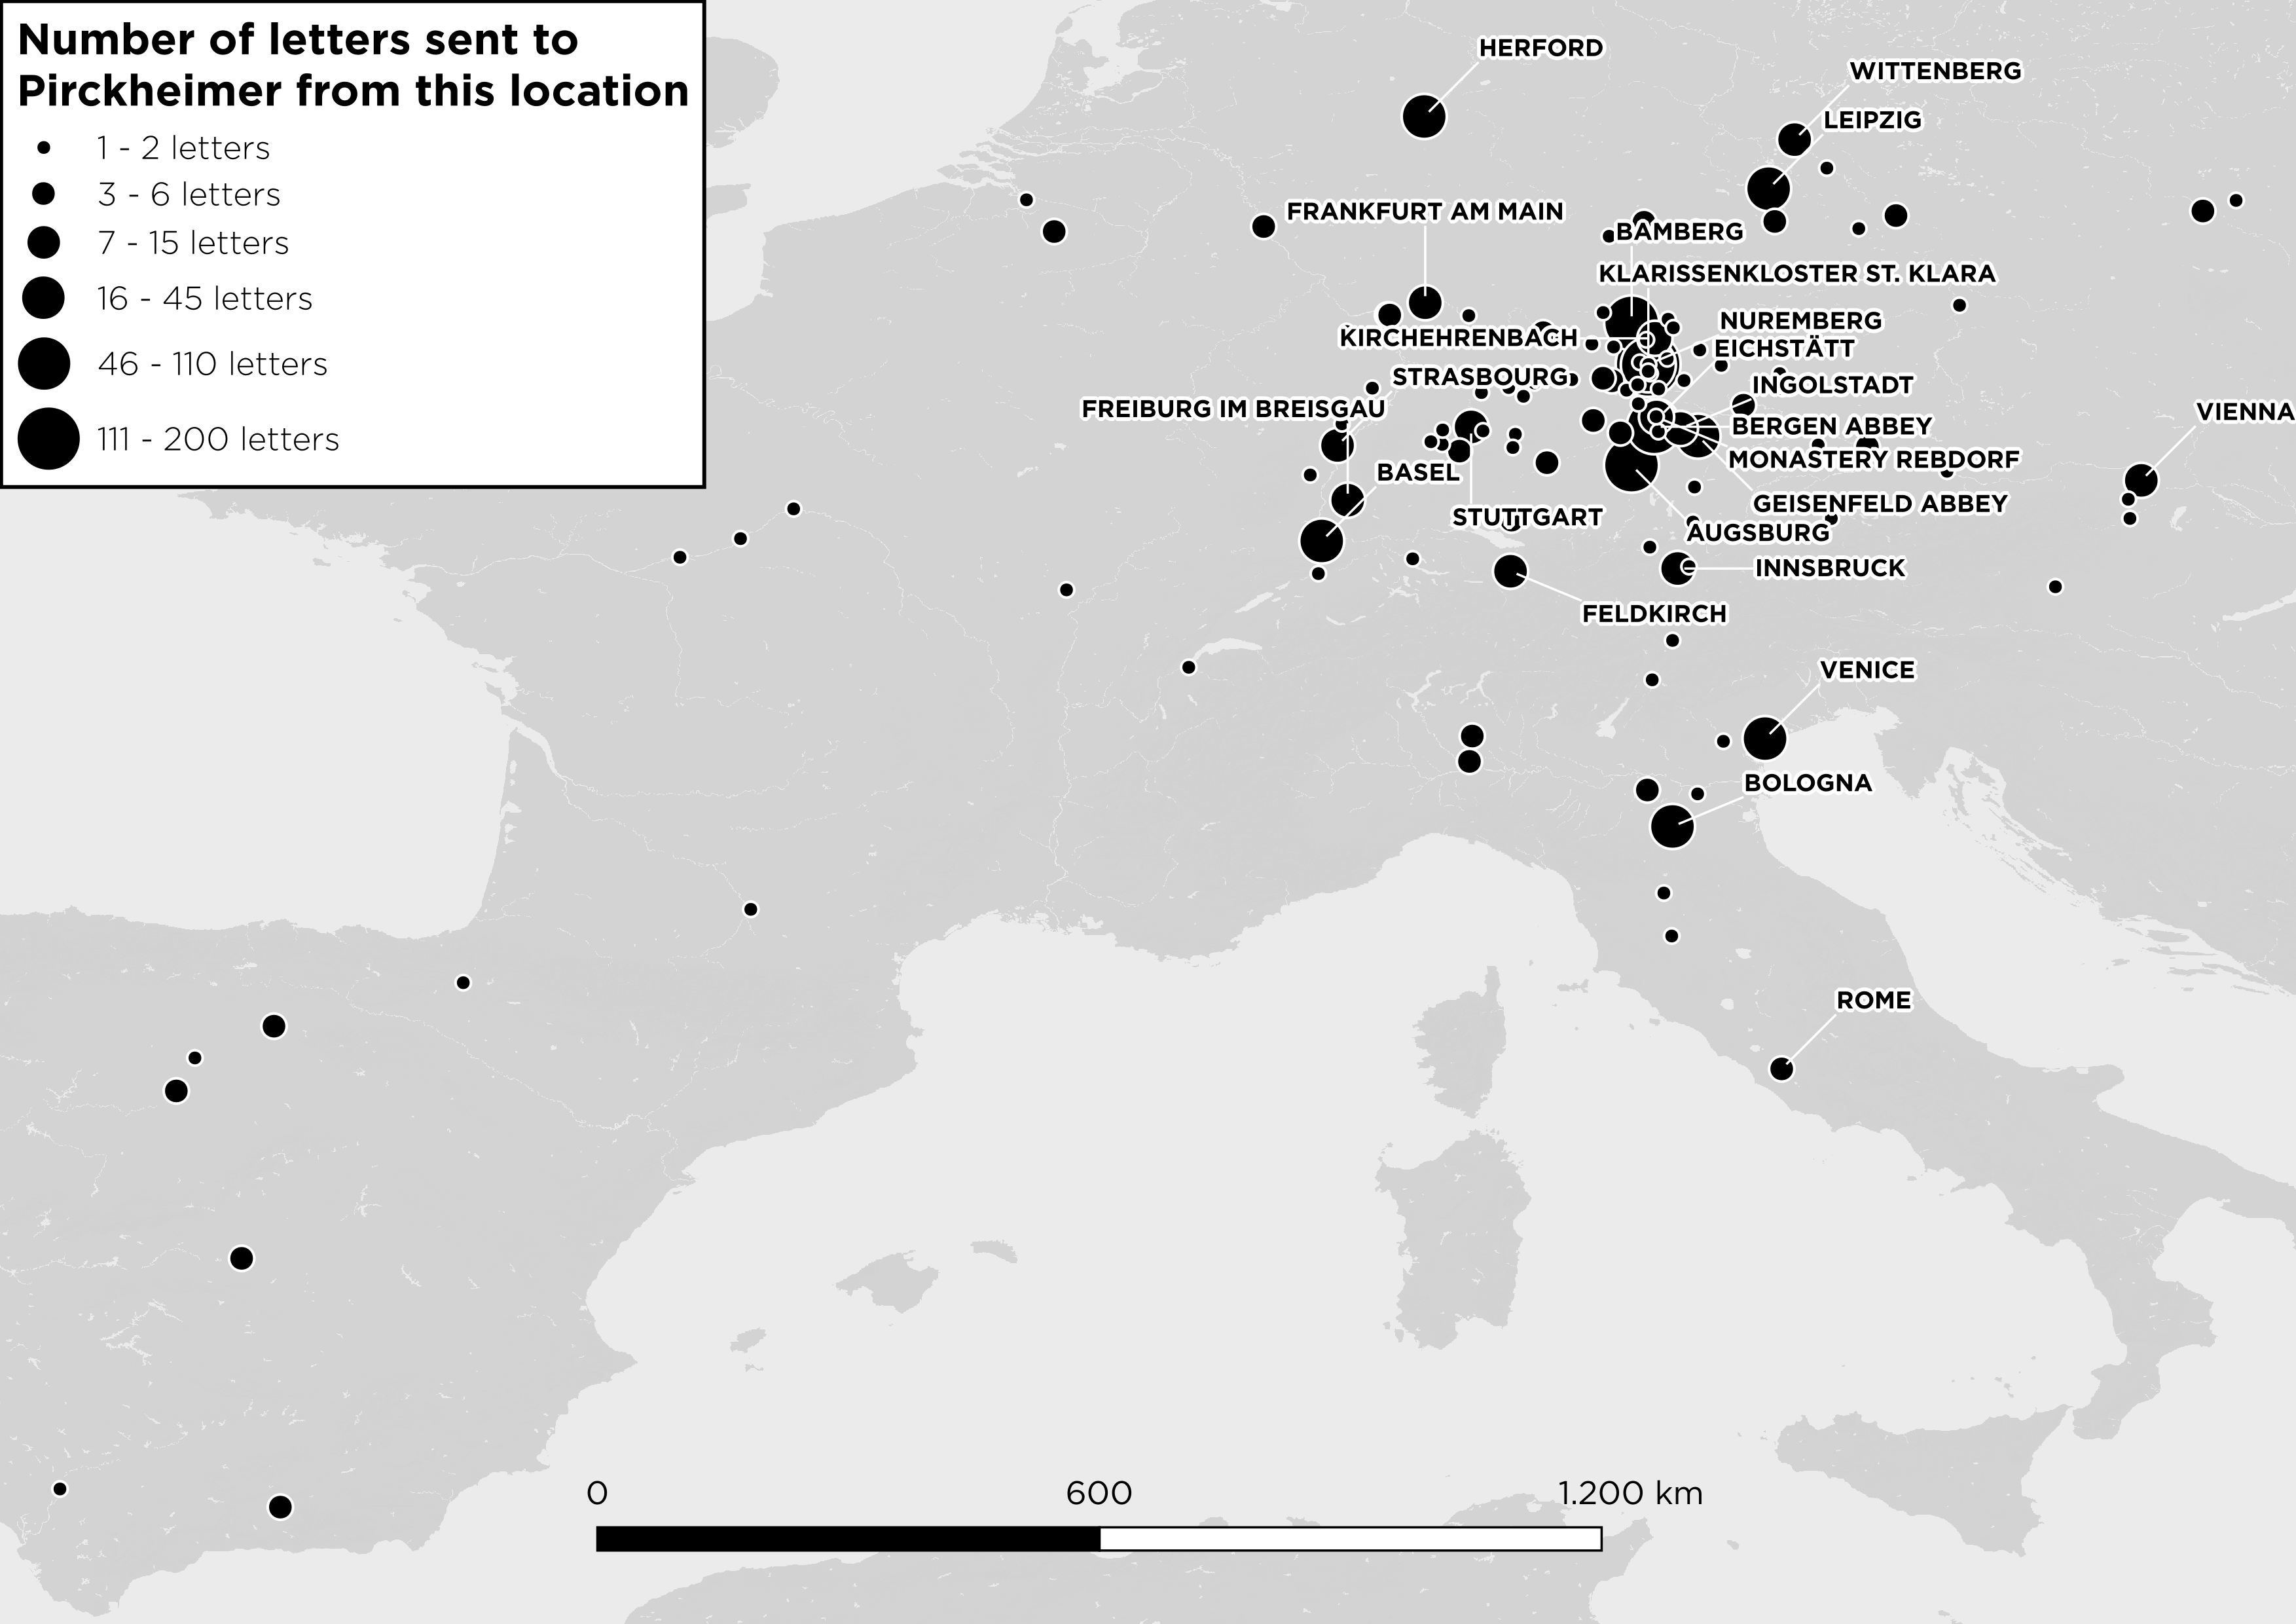 Number of letters sent to
Pirckheimer from this location
1 - 2 letters
3 - 6 letters
7 - 15 letters
16 - 45 letters
46 - 110 letters
111 - 200 letters
HERFORD
WITTENBERG
LEIPZIG
FRANKFURT AM MAIN
BAMBERG
KLARISSENKLOSTER ST. KLARA
NUREMBERG
KIRCHEHRENBACH
EICHSTÄTT
STRASBOURG
INGOLSTADT
FREIBURG IM BREISGAU
VIENNA
BERGEN ABBEY
MONASTERY REBDORF
BASEL
GEISENFELD ABBEY
STUTTGART
AUGSBURG
INNSBRUCK
FELDKIRCH
VENICE
BOLOGNA
ROME
0 600 1.200 km